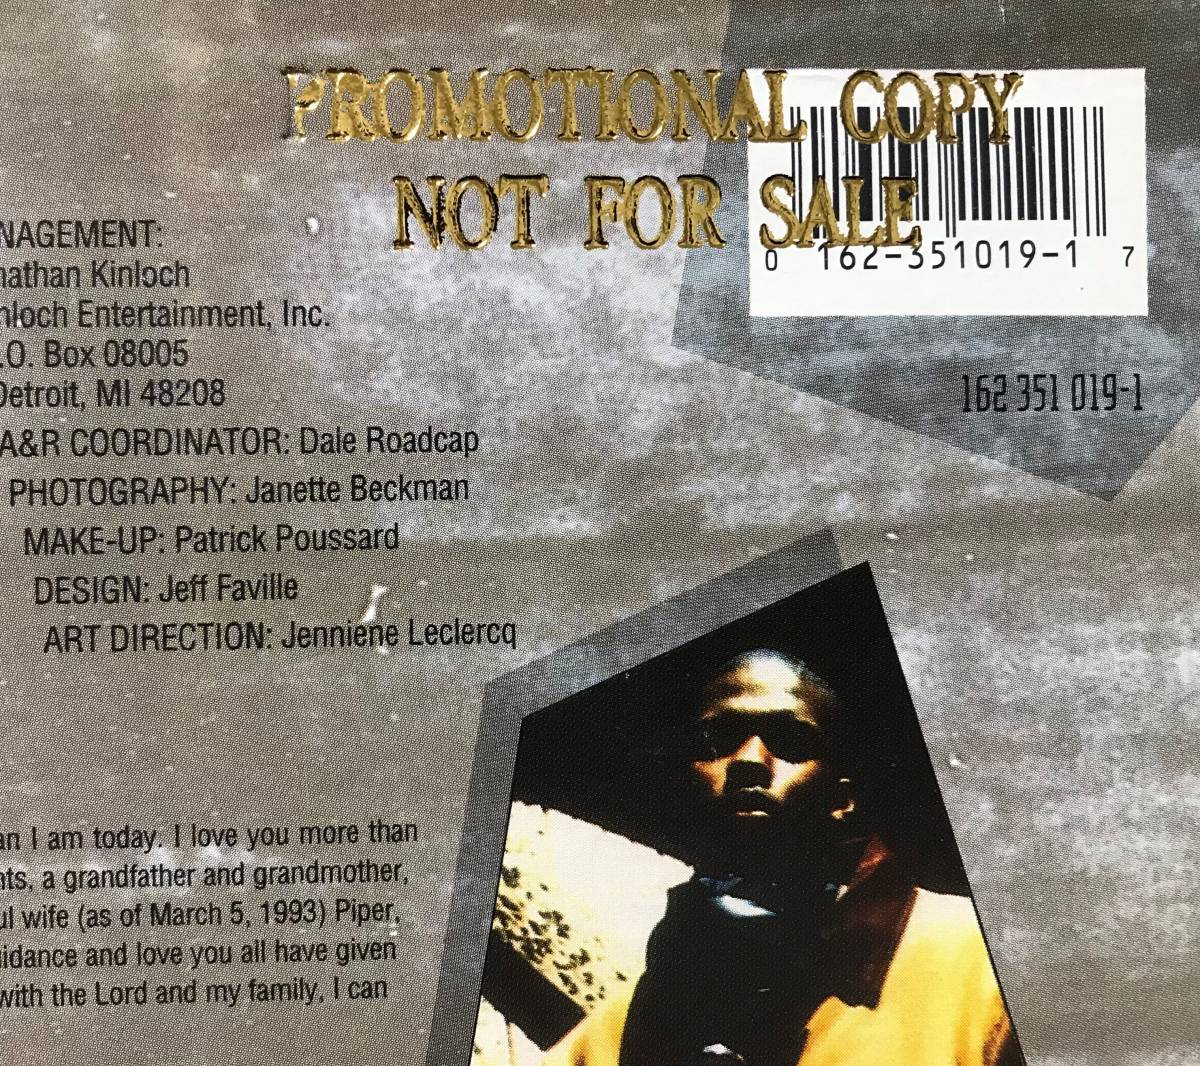 PROMOTIONAL COPY
NOT FOR SALE
0 162-351019-1 7
162 351 019-1
NAGEMENT:
nathan Kinloch
nloch Entertainment, Inc.
.O. Box 08005
Detroit, MI 48208
A&R COORDINATOR: Dale Roadcap
PHOTOGRAPHY: Janette Beckman
MAKE-UP: Patrick Poussard
DESIGN: Jeff Faville
ART DIRECTION: Jenniene Leclercq
an I am today. I love you more than
nts, a grandfather and grandmother,
ul wife (as of March 5, 1993) Piper,
uidance and love you all have given
with the Lord and my family, I can